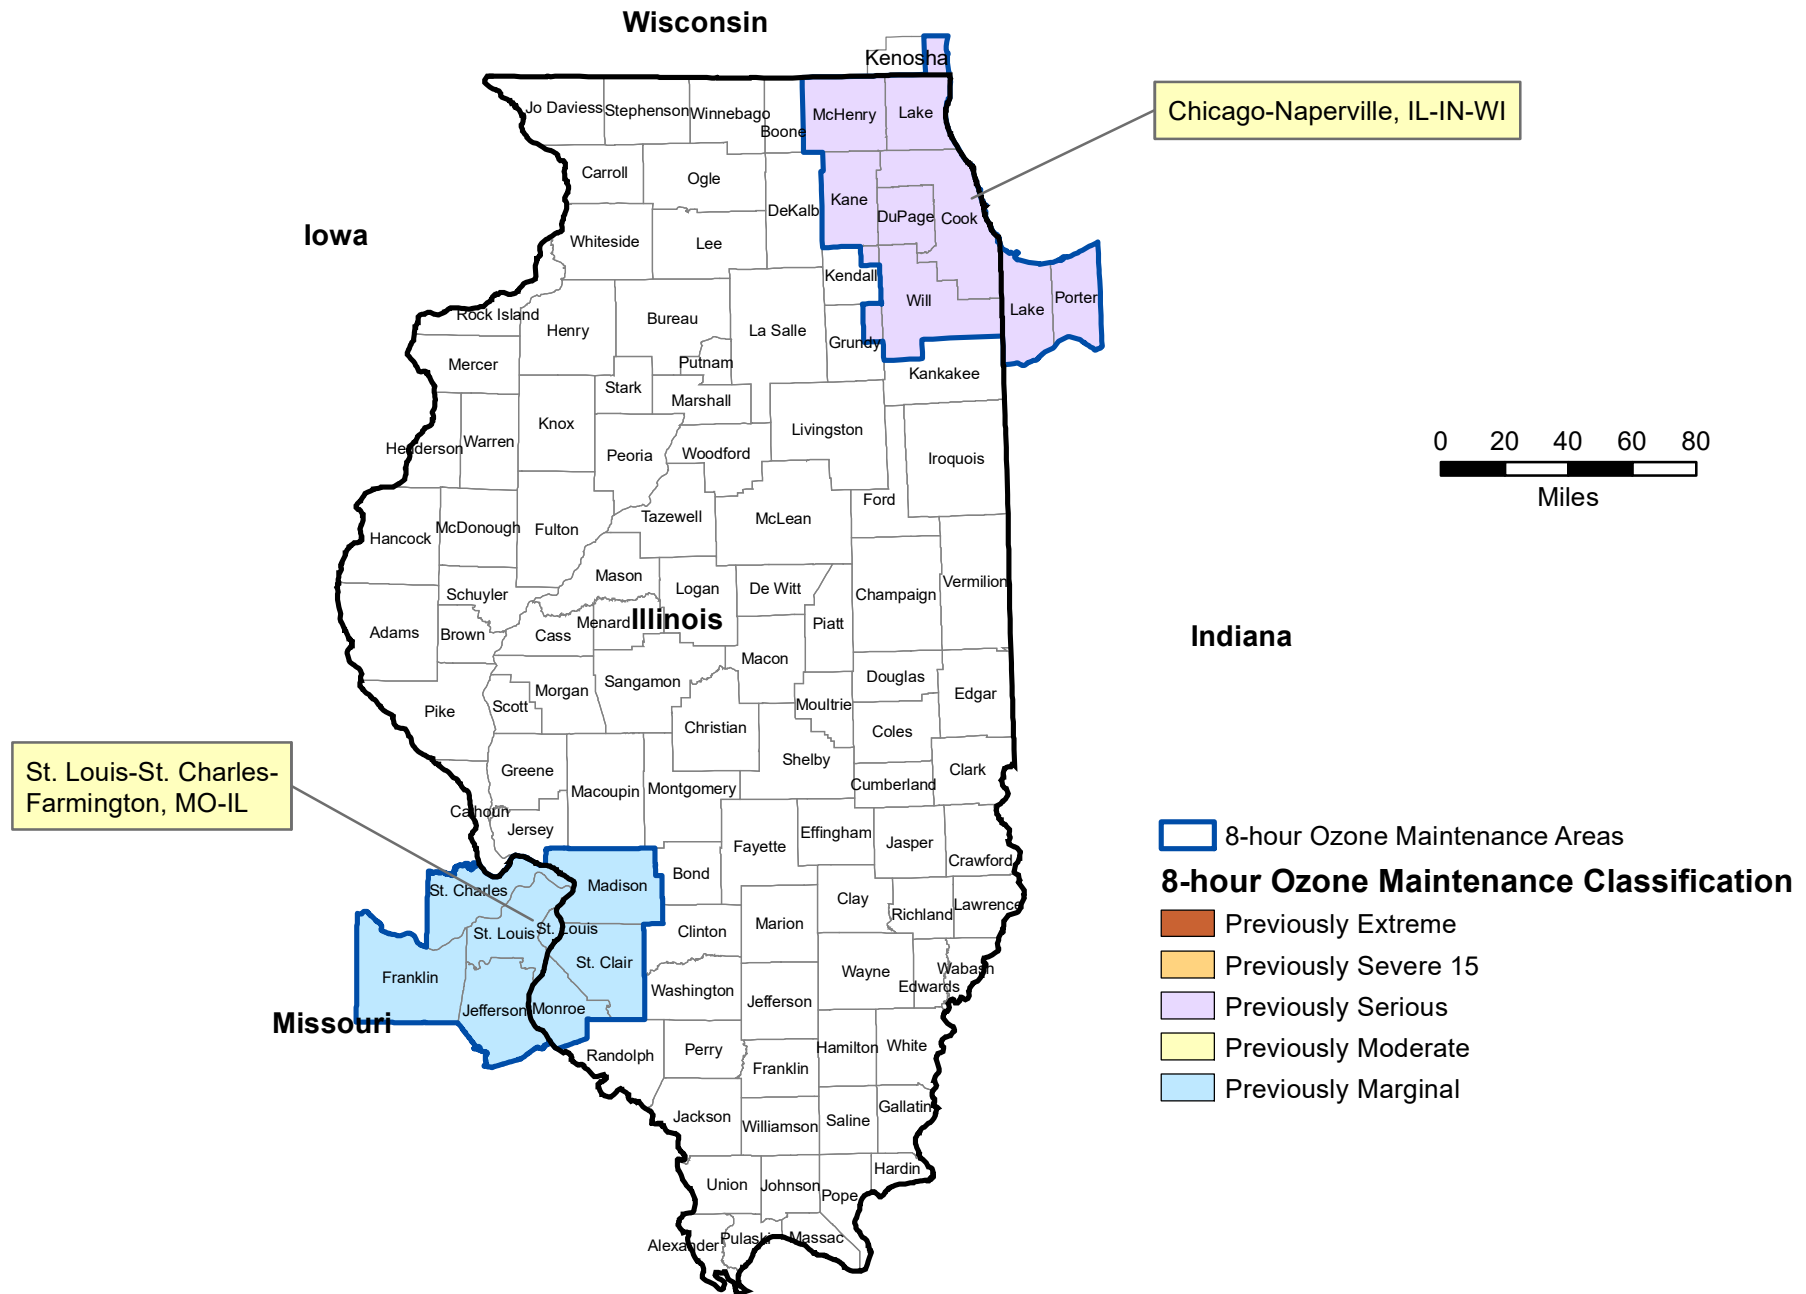 Wisconsin
Kenosha
Jo Daviess
Stephenson
Winnebago
Boone
McHenry
Lake
Chicago-Naperville, IL-IN-WI
Carroll
Ogle
DeKalb
Kane
DuPage
Cook
Iowa
Whiteside
Lee
Kendall
Will
Lake
Porter
Rock Island
Henry
Bureau
La Salle
Grundy
Mercer
Putnam
Kankakee
Stark
Marshall
Knox
Henderson
Warren
Peoria
Woodford
Livingston
Iroquois
0 20 40 60 80
Miles
Ford
Hancock
McDonough
Fulton
Tazewell
McLean
Mason
Logan
De Witt
Champaign
Vermilion
Schuyler
Adams
Brown
Cass
Menard
Illinois
Piatt
Indiana
Macon
Sangamon
Douglas
Edgar
Pike
Scott
Morgan
Christian
Moultrie
Coles
Shelby
St. Louis-St. Charles-
Farmington, MO-IL
Greene
Macoupin
Montgomery
Cumberland
Clark
Calhoun
Jersey
Fayette
Effingham
Jasper
Crawford
8-hour Ozone Maintenance Areas
8-hour Ozone Maintenance Classification
Previously Extreme
Previously Severe 15
Previously Serious
Previously Moderate
Previously Marginal
St. Charles
Madison
Bond
Clay
Richland
Lawrence
Marion
St. Louis
St. Louis
Clinton
Franklin
St. Clair
Wayne
Wabash
Edwards
Washington
Jefferson
Jefferson
Monroe
Missouri
Randolph
Perry
Hamilton
White
Franklin
Jackson
Williamson
Saline
Gallatin
Hardin
Union
Johnson
Pope
Alexander
Pulaski
Massac